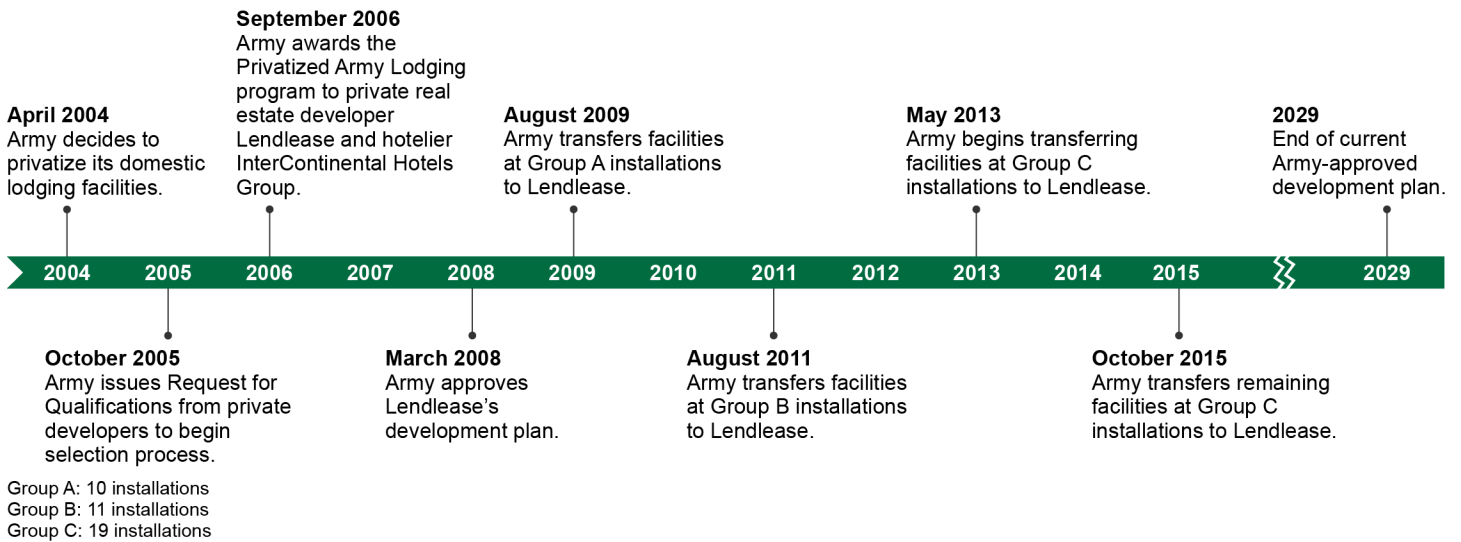 September 2006
Army awards the
Privatized Army Lodging
program to private real
estate developer
Lendlease and hotelier
InterContinental Hotels
Group.
April 2004
Army decides to
privatize its domestic
lodging facilities.
August 2009
Army transfers facilities
at Group A installations
to Lendlease.
May 2013
Army begins transferring
facilities at Group C
installations to Lendlease.
2029
End of current
Army-approved
development plan.
2004 2005 2006 2007 2008 2009 2010 2011 2012 2013 2014 2015 2029
October 2005
Army issues Request for
Qualifications from private
developers to begin
selection process.
March 2008
Army approves
Lendlease’s
development plan.
August 2011
Army transfers facilities
at Group B installations
to Lendlease.
October 2015
Army transfers remaining
facilities at Group C
installations to Lendlease.
Group A: 10 installations
Group B: 11 installations
Group C: 19 installations